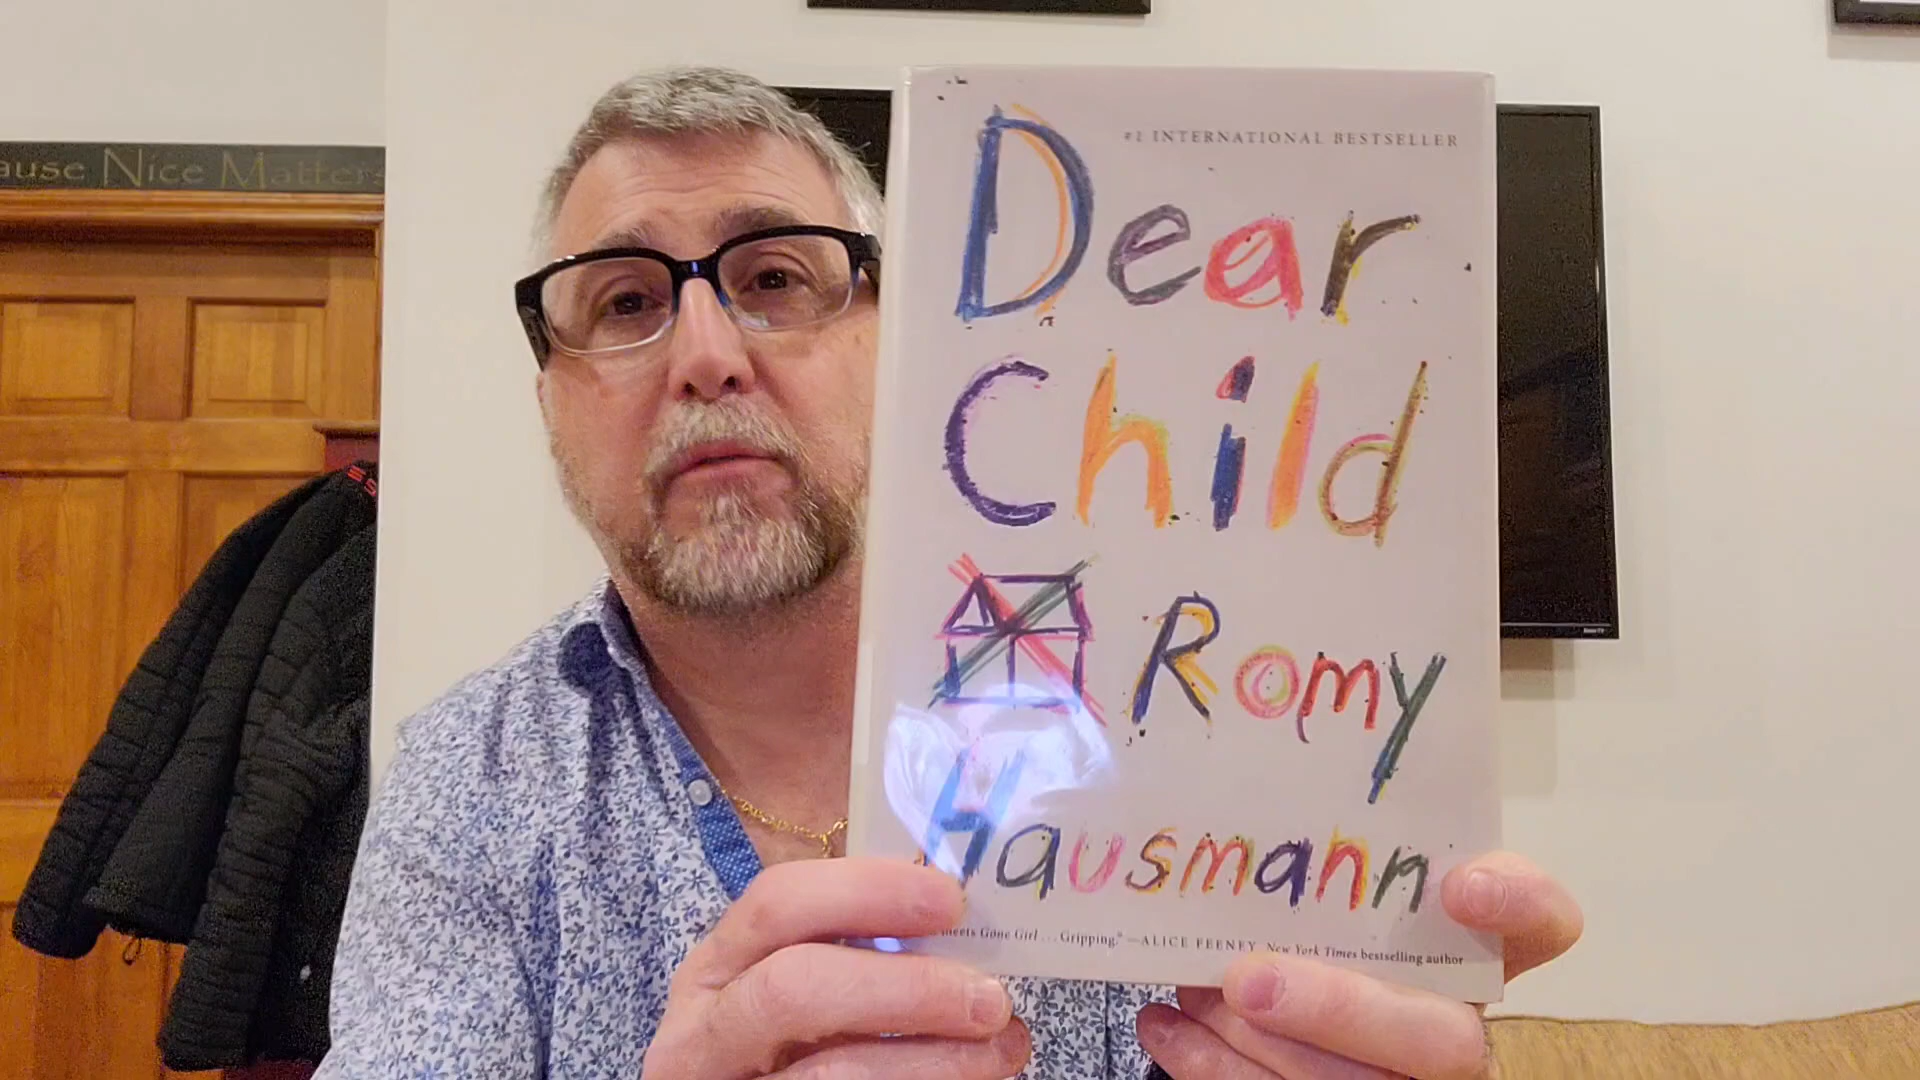 ause Nice Matters
#1 INTERNATIONAL BESTSELLER
Dear
Child
Romy
Hausmann
meets Gone Girl . . . Gripping." —ALICE FEENEY New York Times bestselling author